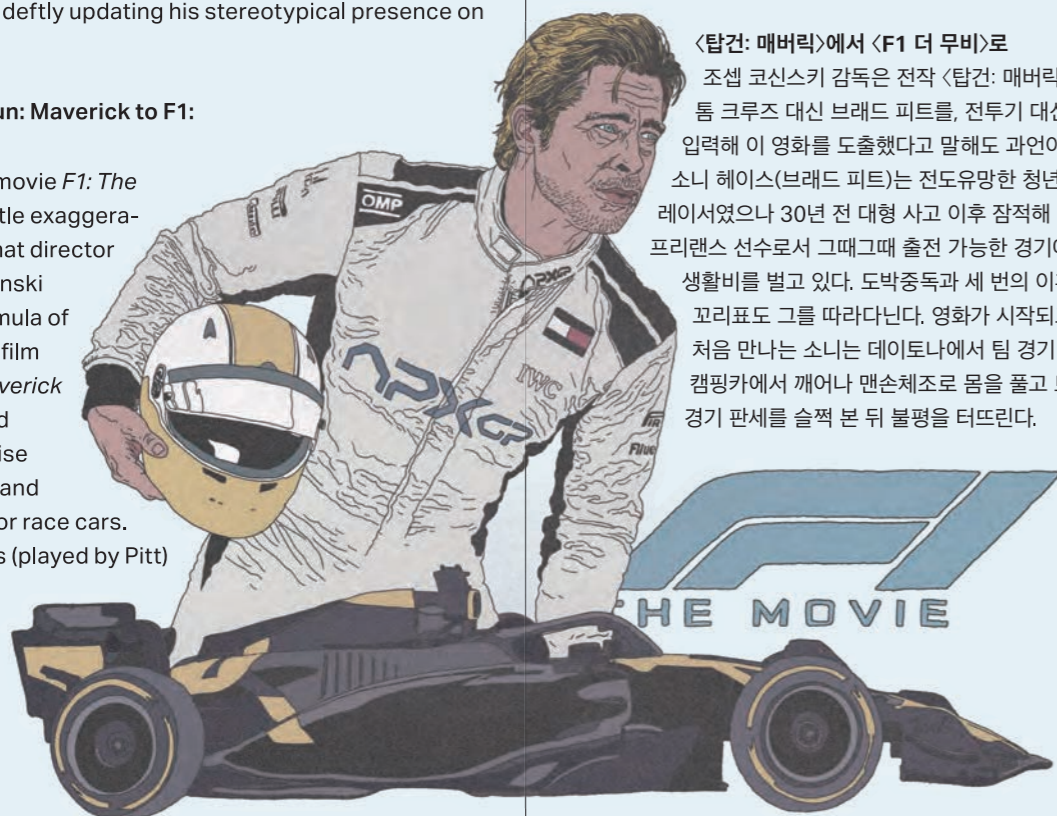 deftly updating his stereotypical presence on
un: Maverick to F1:
movie F1: The
tle exaggera-
hat director
nski
mula of
film
verick
d
ise
and
or race cars.
s (played by Pitt)
〈탑건: 매버릭〉에서 〈F1 더 무비〉로
조셉 코신스키 감독은 전작 〈탑건: 매버릭
톰 크루즈 대신 브래드 피트를, 전투기 대신
입력해 이 영화를 도출했다고 말해도 과언이
소니 헤이스(브래드 피트)는 전도유망한 청년
레이서였으나 30년 전 대형 사고 이후 잠적해
프리랜스 선수로서 그때그때 출전 가능한 경기에
생활비를 벌고 있다. 도박중독과 세 번의 이
꼬리표도 그를 따라다닌다. 영화가 시작되
처음 만나는 소니는 데이토나에서 팀 경기
캠핑카에서 깨어나 맨손체조로 몸을 풀고
경기 판세를 슬쩍 본 뒤 불평을 터뜨린다.
OMP
APXGP
IWC
APXGP
F1
THE MOVIE